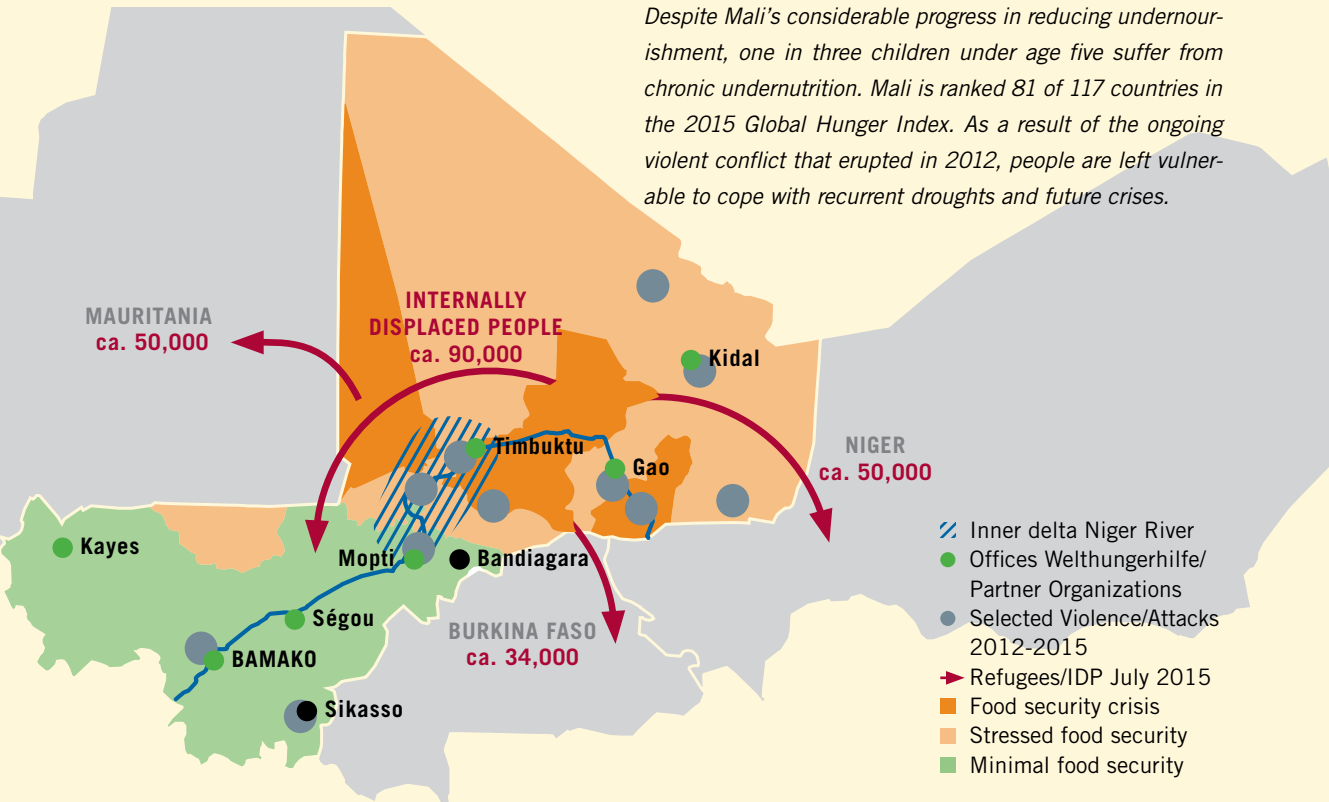 Despite Mali's considerable progress in reducing undernour-
ishment, one in three children under age five suffer from
chronic undernutrition. Mali is ranked 81 of 117 countries in
the 2015 Global Hunger Index. As a result of the ongoing
violent conflict that erupted in 2012, people are left vulner-
able to cope with recurrent droughts and future crises.
MAURITANIA
ca. 50,000
INTERNALLY
DISPLACED PEOPLE
ca. 90,000
Kidal
Timbuktu
Gao
NIGER
ca. 50,000
Kayes
Mopti
Bandiagara
Ségou
BURKINA FASO
ca. 34,000
BAMAKO
Sikasso
Inner delta Niger River
Offices Welthungerhilfe/
Partner Organizations
Selected Violence/Attacks
2012-2015
Refugees/IDP July 2015
Food security crisis
Stressed food security
Minimal food security